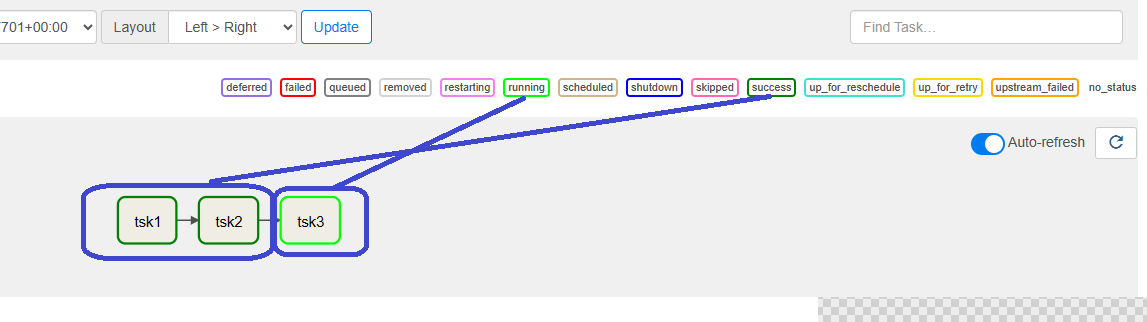 7701+00:00 Layout Left > Right Update Find Task...
deferred failed queued removed restarting running scheduled shutdown skipped success up_for_reschedule up_for_retry upstream_failed no_status
Auto-refresh
tsk1 tsk2 tsk3